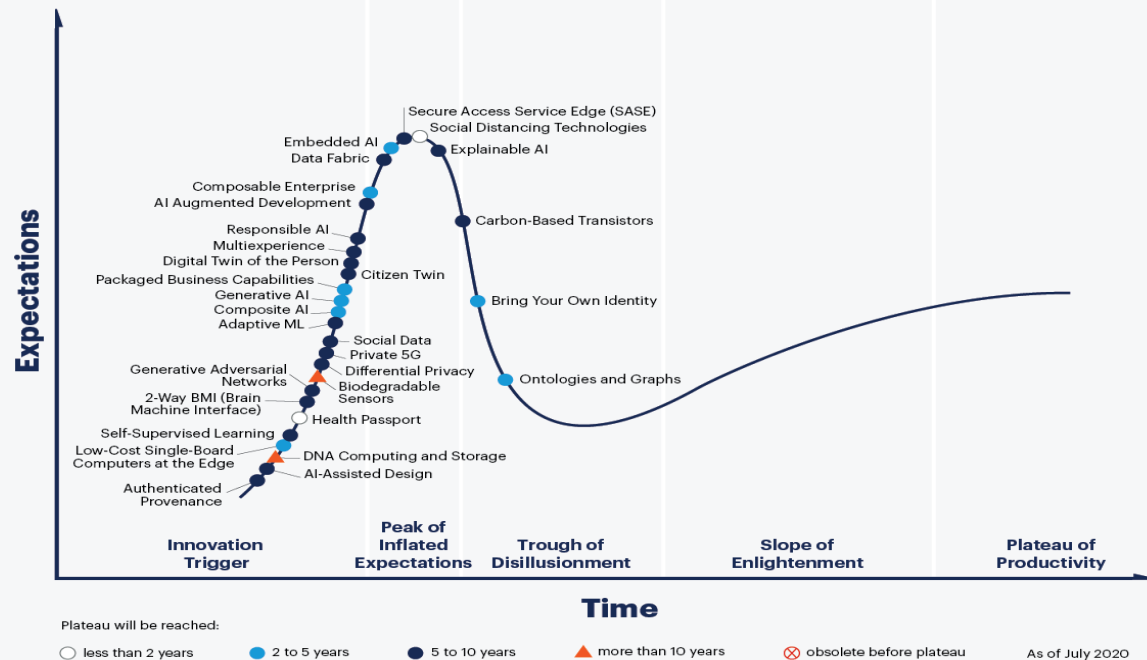 Secure Access Service Edge (SASE)
Social Distancing Technologies
Embedded AI
Explainable AI
Data Fabric
Composable Enterprise
AI Augmented Development
Carbon-Based Transistors
Responsible AI
Multiexperience
Digital Twin of the Person
Citizen Twin
Packaged Business Capabilities
Generative AI
Bring Your Own Identity
Composite AI
Adaptive ML
Social Data
Private 5G
Differential Privacy
Generative Adversarial
Networks
Ontologies and Graphs
Biodegradable
Sensors
2-Way BMI (Brain
Machine Interface)
Health Passport
Self-Supervised Learning
Low-Cost Single-Board
Computers at the Edge
DNA Computing and Storage
AI-Assisted Design
Authenticated
Provenance
Expectations
Innovation
Trigger
Peak of
Inflated
Expectations
Trough of
Disillusionment
Slope of
Enlightenment
Plateau of
Productivity
Time
Plateau will be reached:
less than 2 years
2 to 5 years
5 to 10 years
more than 10 years
obsolete before plateau
As of July 2020